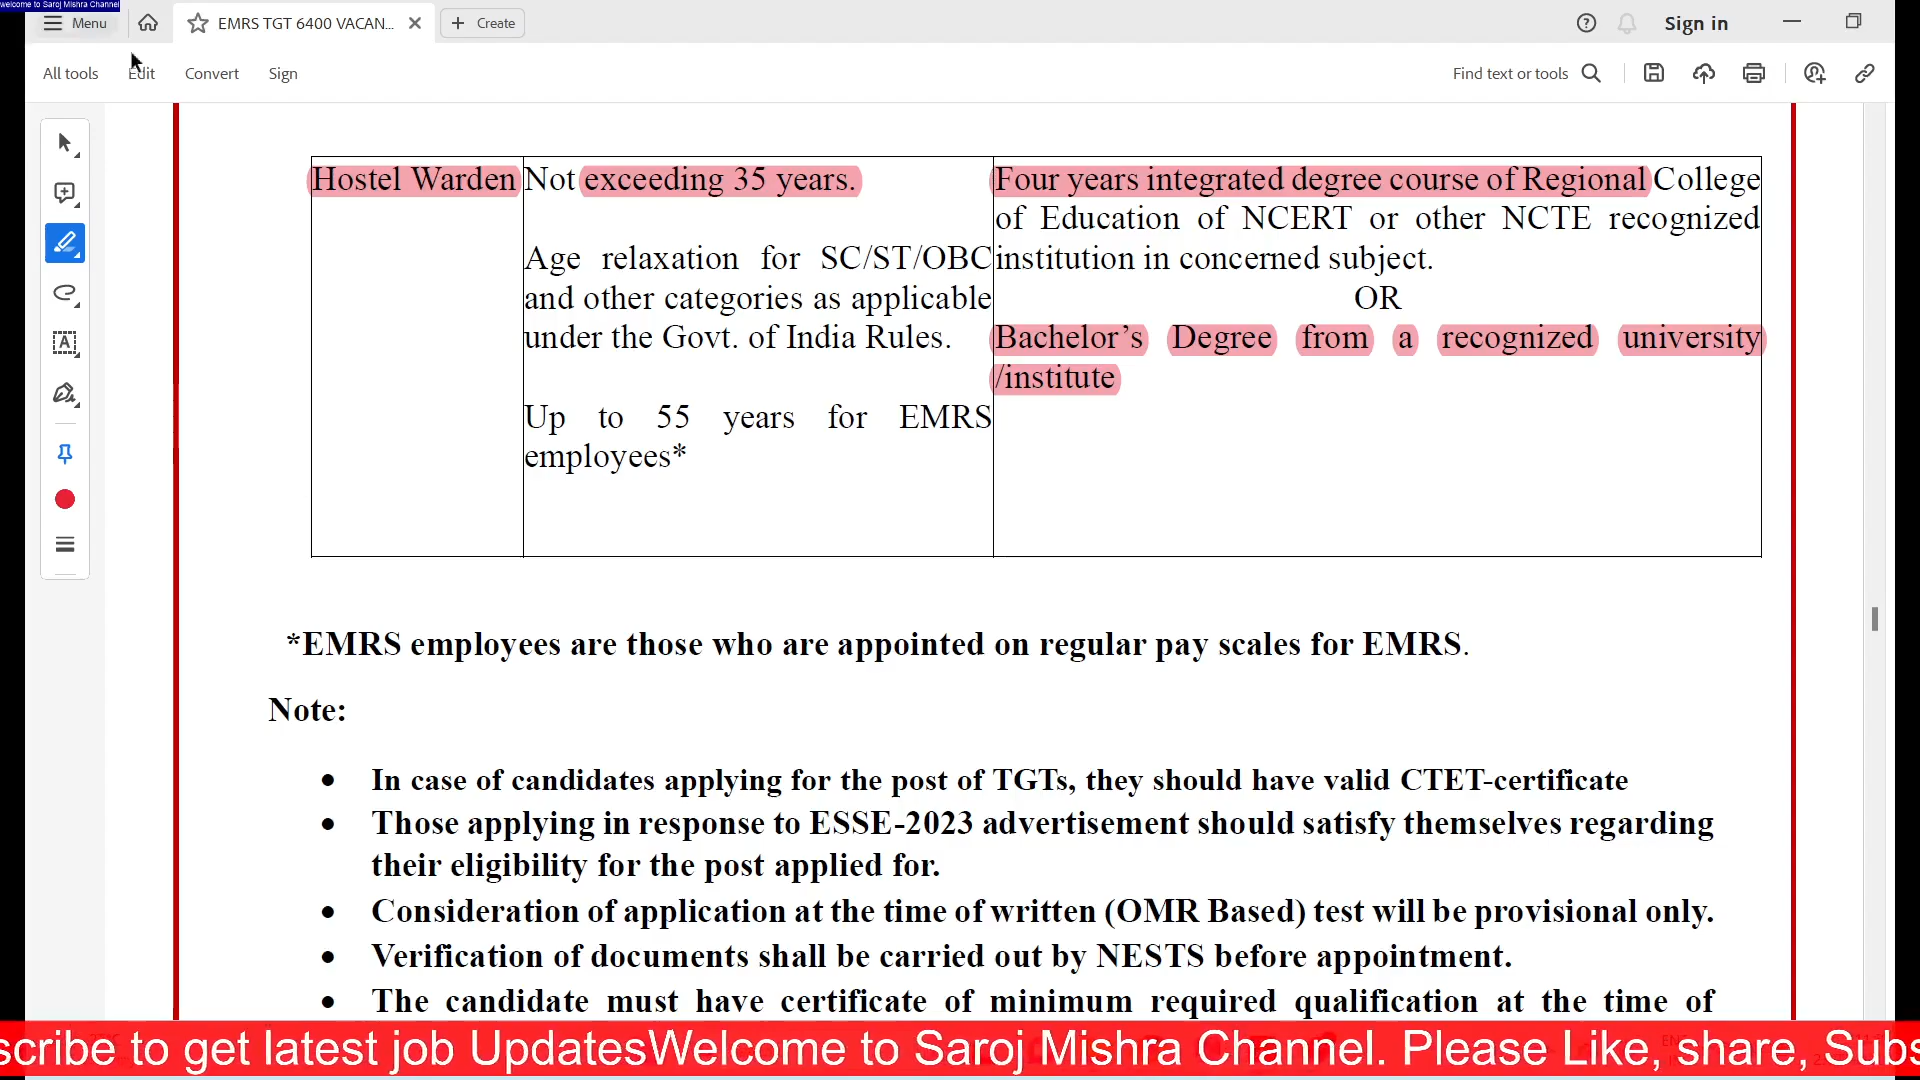 welcome to Saroj Mishra Channel
Menu
EMRS TGT 6400 VACAN...
Create
Sign in
All tools
Edit
Convert
Sign
Find text or tools
Hostel Warden
Not exceeding 35 years.
Age relaxation for SC/ST/OBC
and other categories as applicable
under the Govt. of India Rules.
Up to 55 years for EMRS
employees*
Four years integrated degree course of Regional College
of Education of NCERT or other NCTE recognized
institution in concerned subject.
OR
Bachelor’s Degree from a recognized university
/institute
*EMRS employees are those who are appointed on regular pay scales for EMRS.
Note:
• In case of candidates applying for the post of TGTs, they should have valid CTET-certificate
• Those applying in response to ESSE-2023 advertisement should satisfy themselves regarding
their eligibility for the post applied for.
• Consideration of application at the time of written (OMR Based) test will be provisional only.
• Verification of documents shall be carried out by NESTS before appointment.
• The candidate must have certificate of minimum required qualification at the time of
scribe to get latest job UpdatesWelcome to Saroj Mishra Channel. Please Like, share, Subs